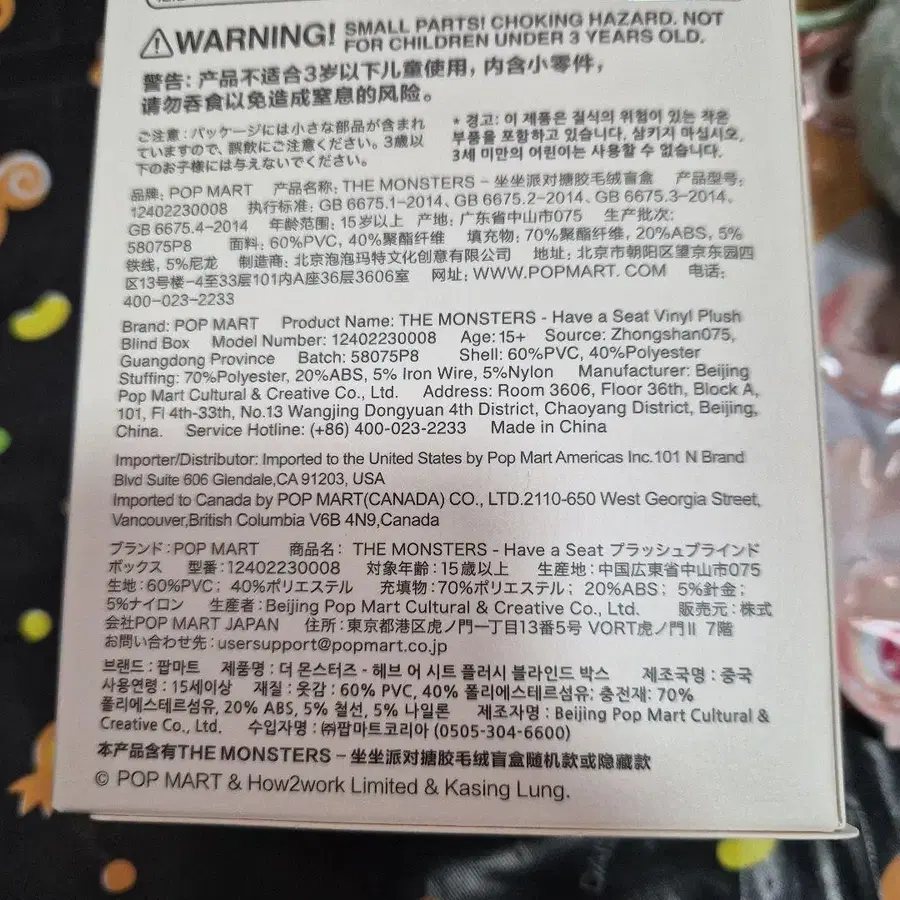 WARNING! SMALL PARTS! CHOKING HAZARD. NOT
FOR CHILDREN UNDER 3 YEARS OLD.
警告: 产品不适合3岁以下儿童使用, 内含小零件,
请勿吞食以免造成窒息的风险。
ご注意:パッケージには小さな部品が含まれ
ていますので、誤飲にご注意ください。3歳以
下のお子様には与えないでください。
* 경고: 이 제품은 질식의 위험이 있는 작은
부품을 포함하고 있습니다. 삼키지 마십시오.
3세 미만의 어린이는 사용할 수 없습니다.
品牌: POP MART 产品名称: THE MONSTERS – 坐坐派对搪胶毛绒盲盒 产品型号:
12402230008 执行标准: GB 6675.1-2014、GB 6675.2-2014、GB 6675.3-2014、
GB 6675.4-2014 年龄范围: 15岁以上 产地: 广东省中山市075 生产批次:
58075P8 面料: 60%PVC, 40%聚酯纤维 填充物: 70%聚酯纤维, 20%ABS, 5%
铁线, 5%尼龙 制造商: 北京泡泡玛特文化创意有限公司 地址: 北京市朝阳区望京东园四
区13号楼-4至33层101内A座36层3606室 网址: WWW.POPMART.COM 电话:
400-023-2233
Brand: POP MART Product Name: THE MONSTERS - Have a Seat Vinyl Plush
Blind Box Model Number: 12402230008 Age: 15+ Source: Zhongshan075,
Guangdong Province Batch: 58075P8 Shell: 60%PVC, 40%Polyester
Stuffing: 70%Polyester, 20%ABS, 5% Iron Wire, 5%Nylon Manufacturer: Beijing
Pop Mart Cultural & Creative Co., Ltd. Address: Room 3606, Floor 36th, Block A,
101, Fl 4th-33th, No.13 Wangjing Dongyuan 4th District, Chaoyang District, Beijing,
China. Service Hotline: (+86) 400-023-2233 Made in China
Importer/Distributor: Imported to the United States by Pop Mart Americas Inc.101 N Brand
Blvd Suite 606 Glendale,CA 91203, USA
Imported to Canada by POP MART(CANADA) CO., LTD.2110-650 West Georgia Street,
Vancouver,British Columbia V6B 4N9,Canada
ブランド:POP MART 商品名: THE MONSTERS - Have a Seat プラッシュブラインド
ボックス 型番:12402230008 対象年齢:15歳以上 生産地:中国広東省中山市075
生地:60%PVC; 40%ポリエステル 充填物:70%ポリエステル; 20%ABS; 5%針金;
5%ナイロン 生産者:Beijing Pop Mart Cultural & Creative Co., Ltd. 販売元:株式
会社POP MART JAPAN 住所:東京都港区虎ノ門一丁目13番5号 VORT虎ノ門Ⅱ 7階
お問い合わせ先:usersupport@popmart.co.jp
브랜드 : 팝마트 제품명 : 더 몬스터즈 - 헤브 어 시트 플러시 블라인드 박스 제조국명 : 중국
사용연령 : 15세이상 재질 : 옷감 : 60% PVC, 40% 폴리에스테르섬유: 충전재: 70%
폴리에스테르섬유, 20% ABS, 5% 철선, 5% 나일론 제조자명 : Beijing Pop Mart Cultural &
Creative Co., Ltd. 수입자명 : ㈜팝마트코리아 (0505-304-6600)
本产品含有THE MONSTERS – 坐坐派对搪胶毛绒盲盒随机款或隐藏款
© POP MART & How2work Limited & Kasing Lung.